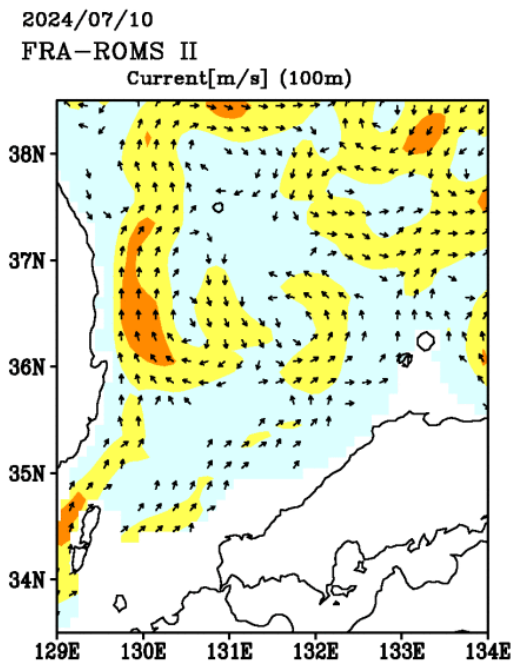 2024/07/10
FRA-ROMS II
Current[m/s] (100m)
38N
37N
36N
35N
34N
129E 130E 131E 132E 133E 134E